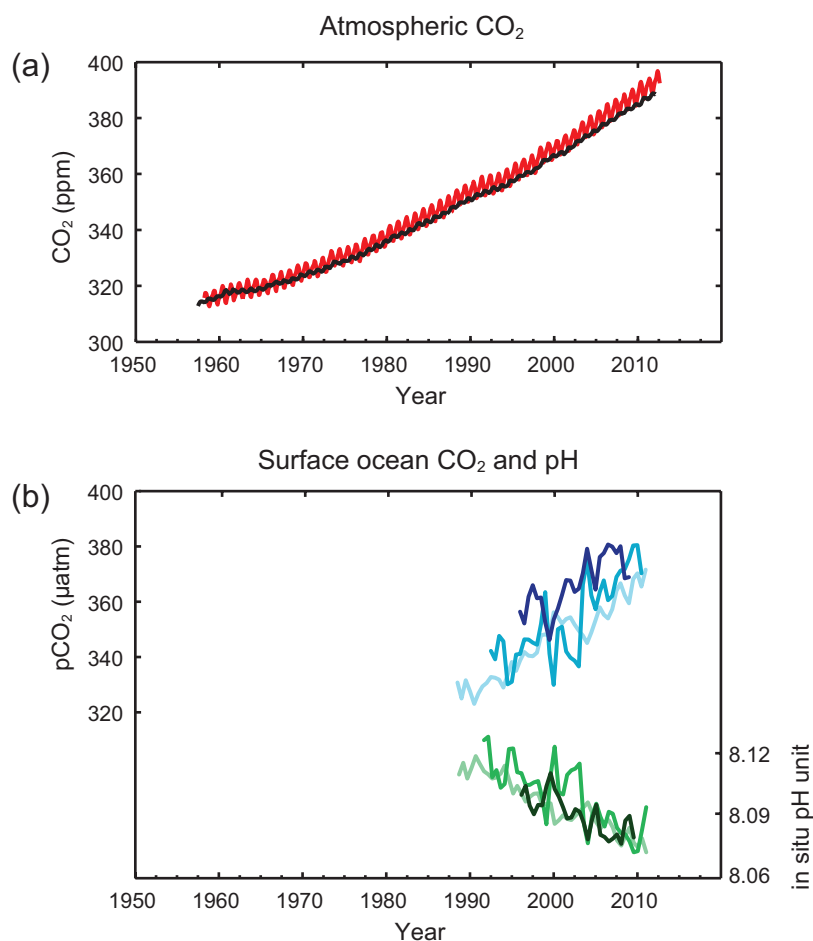 Atmospheric CO₂
(a)
400
380
360
340
320
300
CO₂ (ppm)
1950 1960 1970 1980 1990 2000 2010
Year
Surface ocean CO₂ and pH
(b)
400
380
360
340
320
pCO₂ (µatm)
8.12
8.09
8.06
in situ pH unit
1950 1960 1970 1980 1990 2000 2010
Year